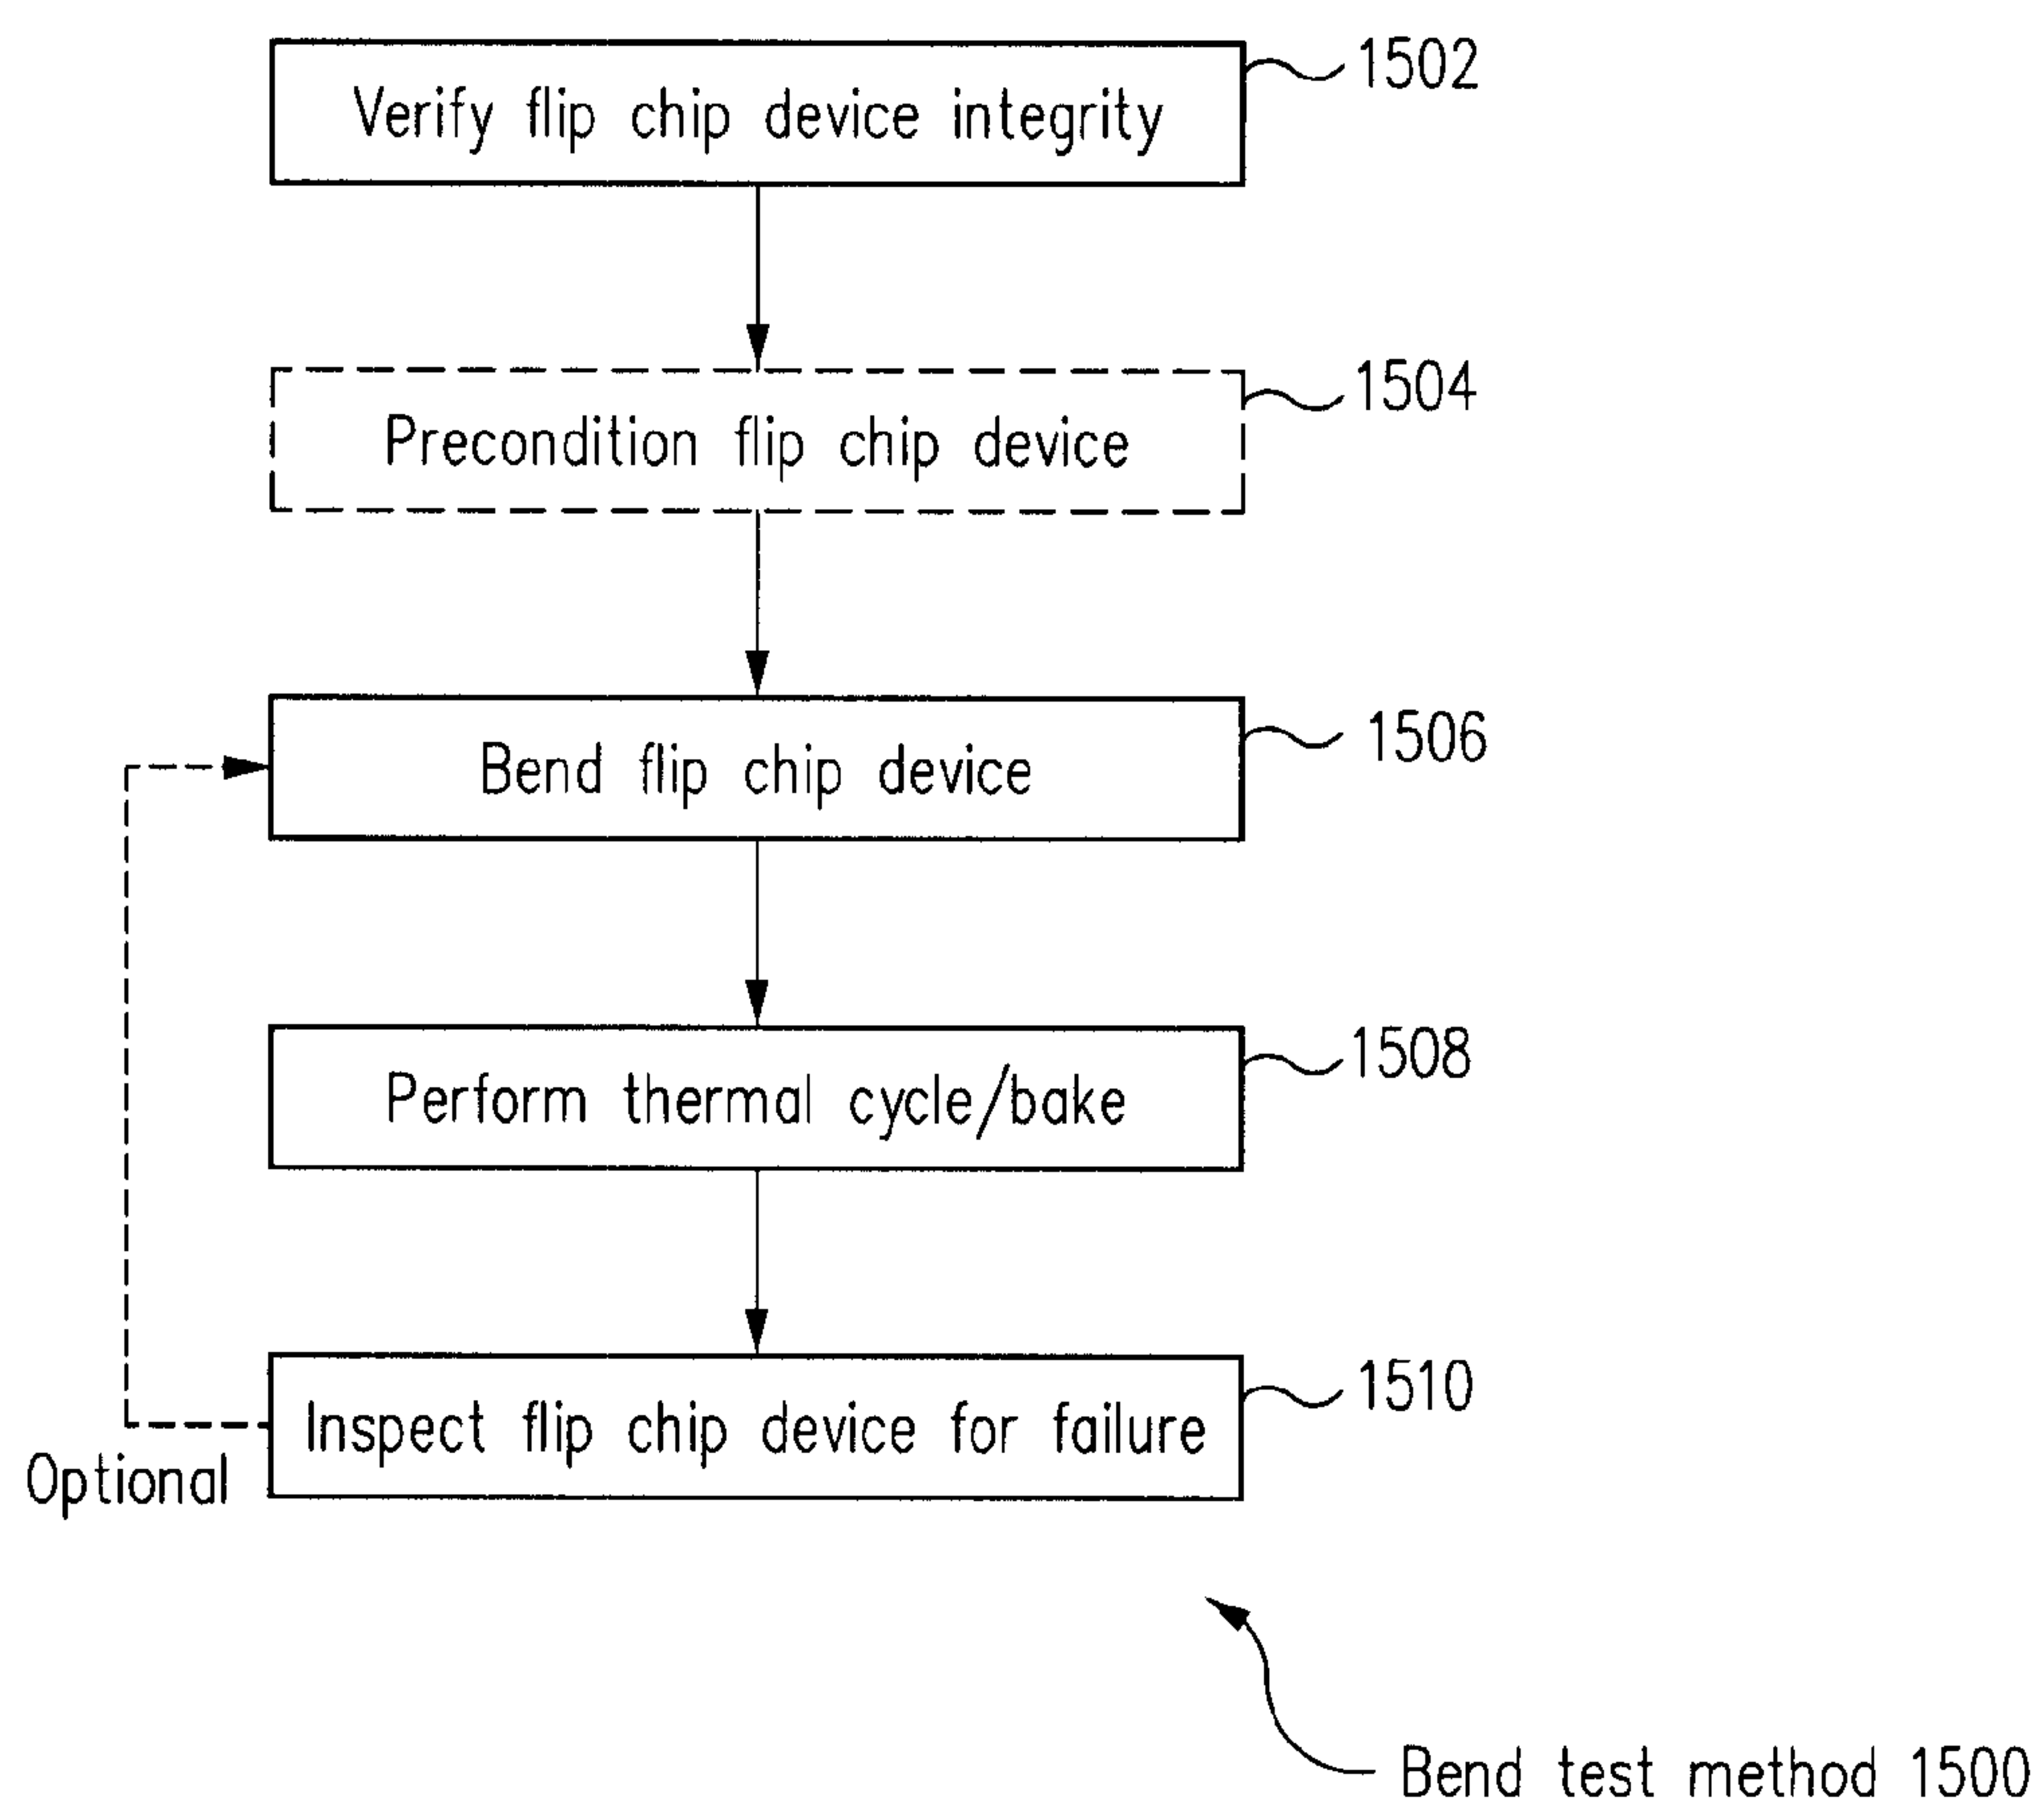 Verify flip chip device integrity
1502
Precondition flip chip device
1504
Bend flip chip device
1506
Perform thermal cycle/bake
1508
Inspect flip chip device for failure
1510
Optional
Bend test method 1500